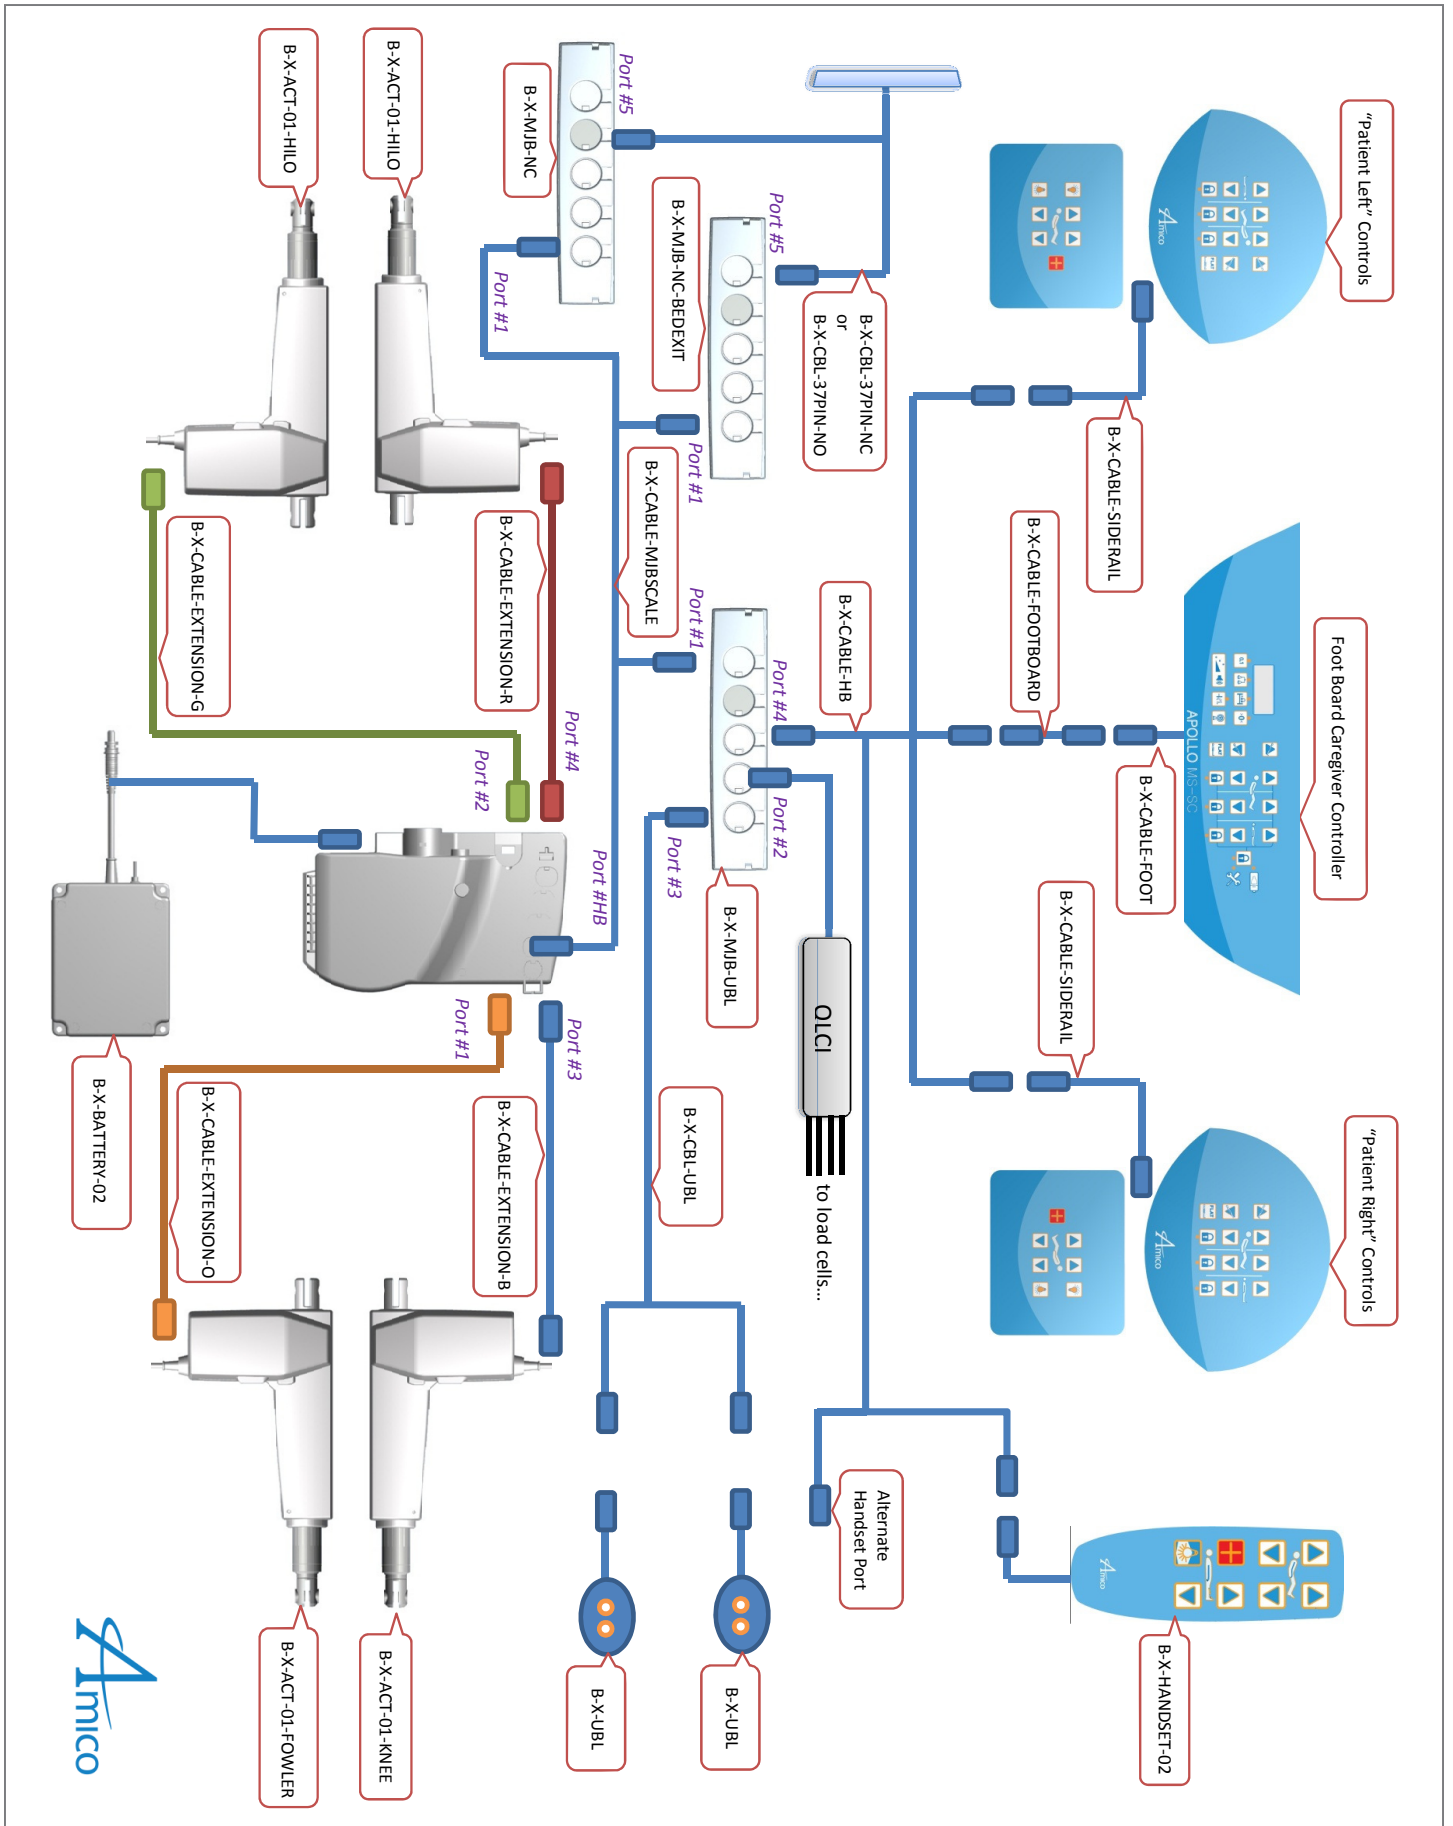 “Patient Left” Controls
Foot Board Caregiver Controller
“Patient Right” Controls
B-X-HANDSET-02
Amico
APOLLO MS-SC
Amico
Amico
B-X-CABLE-SIDERAIL
B-X-CABLE-FOOT
B-X-CABLE-SIDERAIL
B-X-CABLE-FOOTBOARD
B-X-CBL-37PIN-NC
or
B-X-CBL-37PIN-NO
B-X-CABLE-HB
QLCI
to load cells...
Alternate
Handset Port
Port #5
Port #4
Port #2
B-X-MJB-NC-BEDEXIT
Port #1
Port #1
Port #3
B-X-MJB-UBL
B-X-CBL-UBL
B-X-UBL
Port #5
B-X-MJB-NC
Port #1
B-X-CABLE-MJBSCALE
Port #HB
B-X-UBL
Port #4
Port #3
B-X-CABLE-EXTENSION-R
Port #2
Port #1
B-X-CABLE-EXTENSION-B
B-X-ACT-01-HILO
B-X-ACT-01-KNEE
B-X-ACT-01-HILO
B-X-ACT-01-FOWLER
B-X-CABLE-EXTENSION-G
B-X-CABLE-EXTENSION-O
B-X-BATTERY-02
Amico